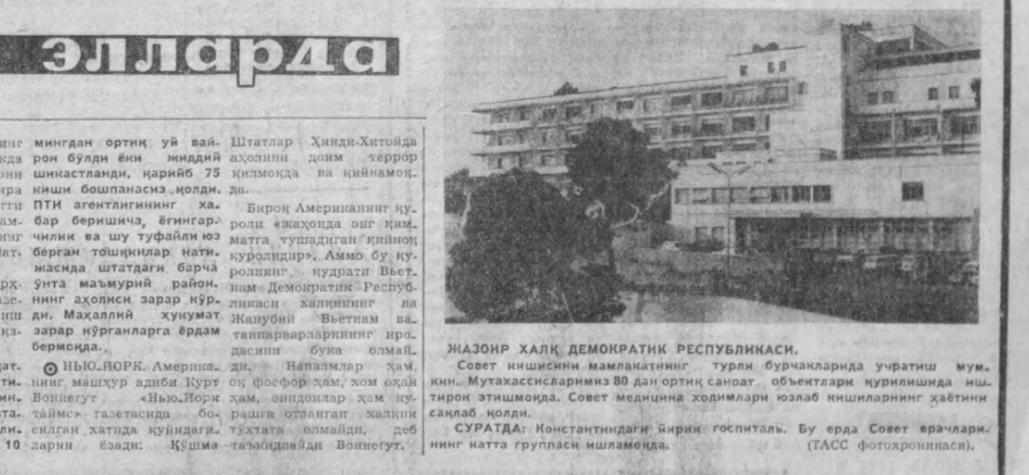 элларда
мингдан ортиқ уй вай-
рон бўлди ёки жиддий
шикастланди, қарийб 75
киши бошпанасиз қолди.
ПТИ агентлигининг ха-
бар беришича, ёғингар-
чилик ва шу туфайли юз
берган тошқинлар нати-
жасида штатдаги барча
ўнта маъмурий район-
нинг аҳолиси зарар кўр-
ди. Маҳаллий ҳукумат
зарар кўрганларга ёрдам
бермоқда.
НЬЮ-ЙОРК. Америка-
нинг машҳур адиби Курт
Воннегут «Нью-Йорк
таймс» газетасида бо-
силган хатида қуйидаги-
ларни ёзади: Қўшма
Штатлар Ҳинди-Хитойда
аҳолини доим террор
қилмоқда ва қийнамоқ-
да.
Бироқ Американинг қу-
роли «жаҳонда энг қим-
матга тушадиган қийноқ
қуролидир». Аммо бу қу-
ролнинг қудрати Вьет-
нам Демократик Респуб-
ликаси халқининг ва
Жанубий Вьетнам ва-
танпарварларининг иро-
дасини бука олмай-
ди. Напалмлар ҳам,
оқ фосфор ҳам, хом оҳак
ҳам, зиндонлар ҳам ку-
рашга отланган халқни
тўхтата олмайди, деб
таъкидлайди Воннегут.
ЖАЗОИР ХАЛҚ ДЕМОКРАТИК РЕСПУБЛИКАСИ.
Совет кишисини мамлакатнинг турли бурчакларида учратиш мум-
кин. Мутахассисларимиз 80 дан ортиқ саноат объектлари қурилишида иш-
тирок этишмоқда. Совет медицина ходимлари юзлаб кишиларнинг ҳаётини
сақлаб қолди.
СУРАТДА: Константиндаги йирик госпиталь. Бу ерда Совет врачлари-
нинг катта группаси ишламоқда. (ТАСС фотохроникаси).